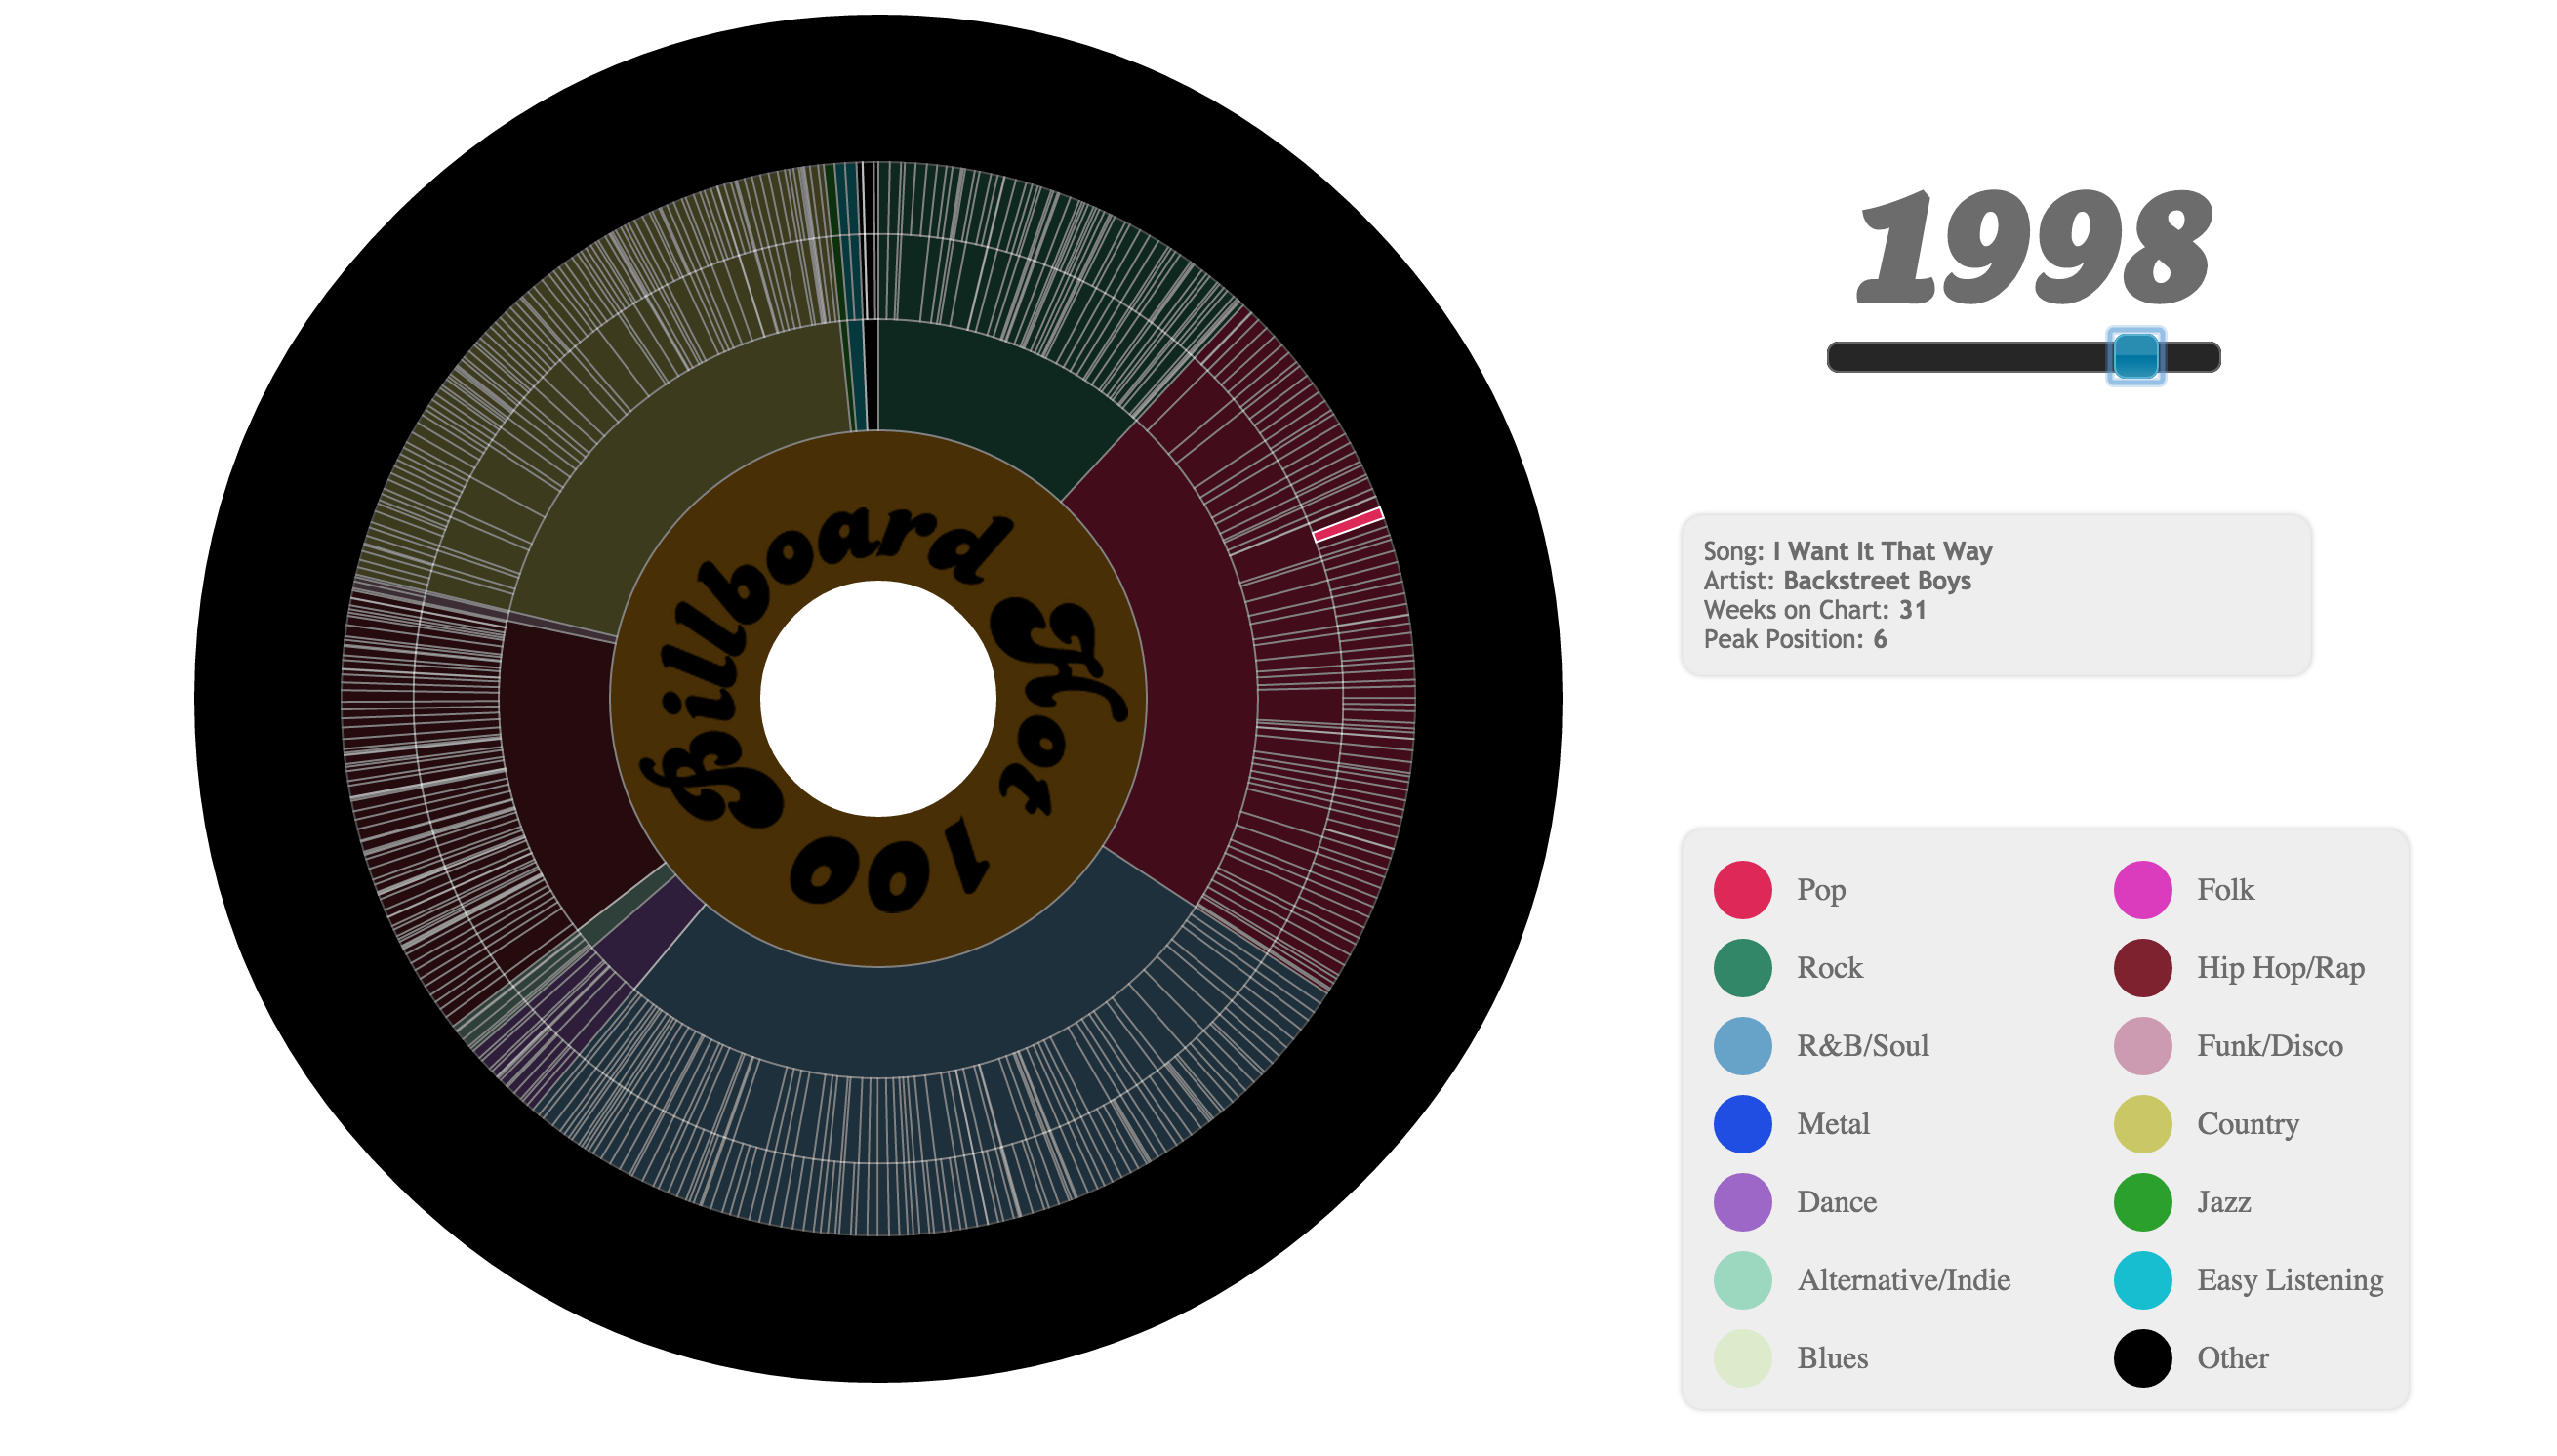 Billboard Hot 100
1998
Song: I Want It That Way
Artist: Backstreet Boys
Weeks on Chart: 31
Peak Position: 6
Pop
Rock
R&B/Soul
Metal
Dance
Alternative/Indie
Blues
Folk
Hip Hop/Rap
Funk/Disco
Country
Jazz
Easy Listening
Other